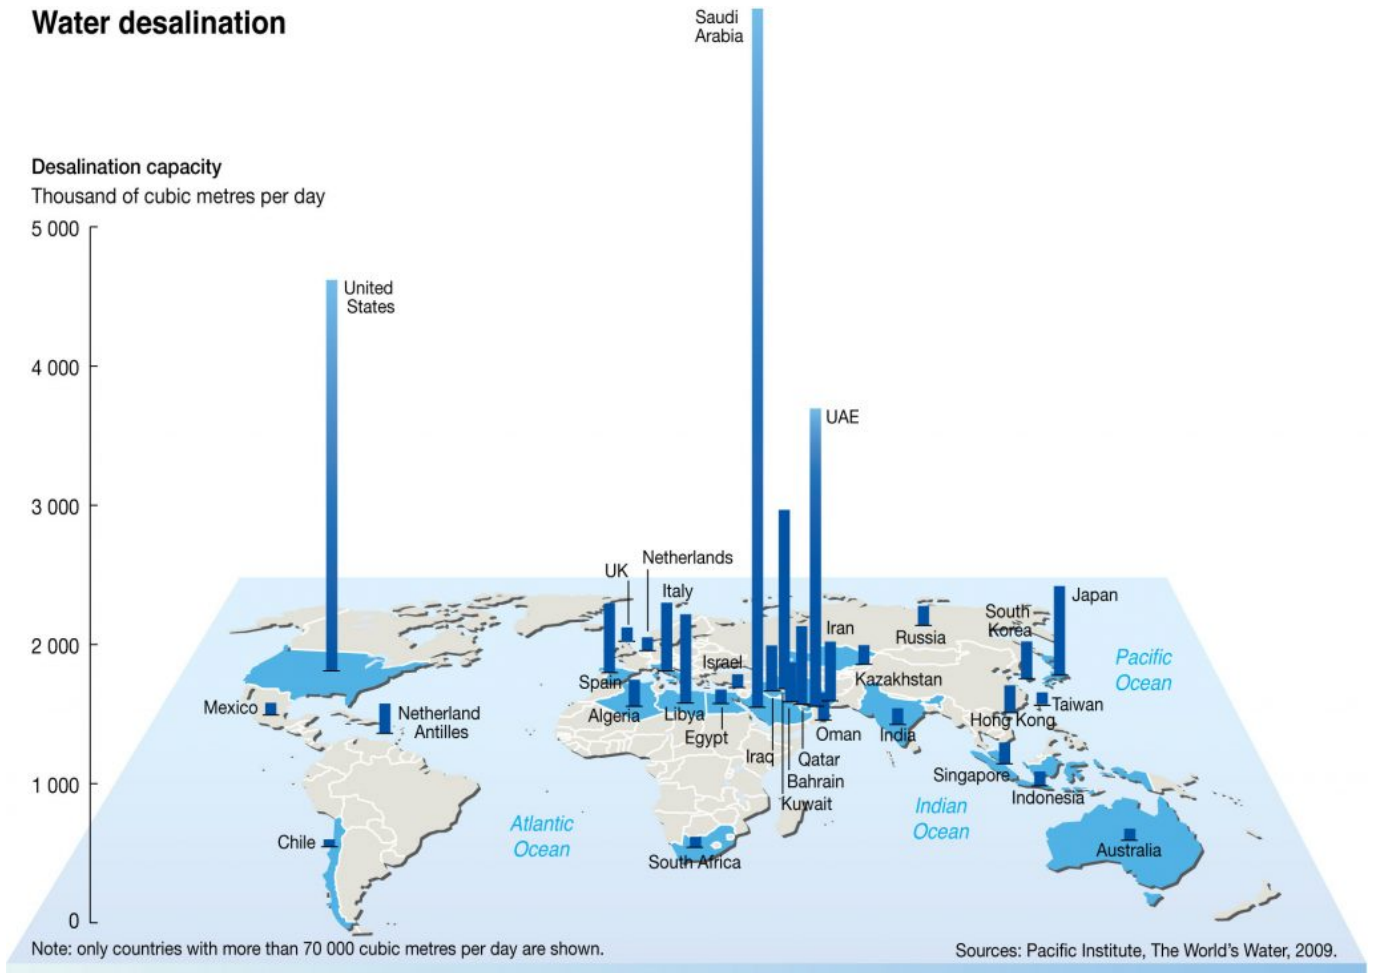 Water desalination
Saudi
Arabia
Desalination capacity
Thousand of cubic metres per day
5 000
4 000
3 000
2 000
1 000
0
United
States
UAE
Netherlands
UK
Italy
Japan
South
Korea
Iran
Russia
Israel
Spain
Kazakhstan
Pacific
Ocean
Mexico
Netherland
Antilles
Algeria
Libya
Egypt
Taiwan
Hong Kong
Oman
India
Iraq
Qatar
Bahrain
Kuwait
Singapore
Indonesia
Indian
Ocean
Atlantic
Ocean
Chile
South Africa
Australia
Note: only countries with more than 70 000 cubic metres per day are shown.
Sources: Pacific Institute, The World's Water, 2009.